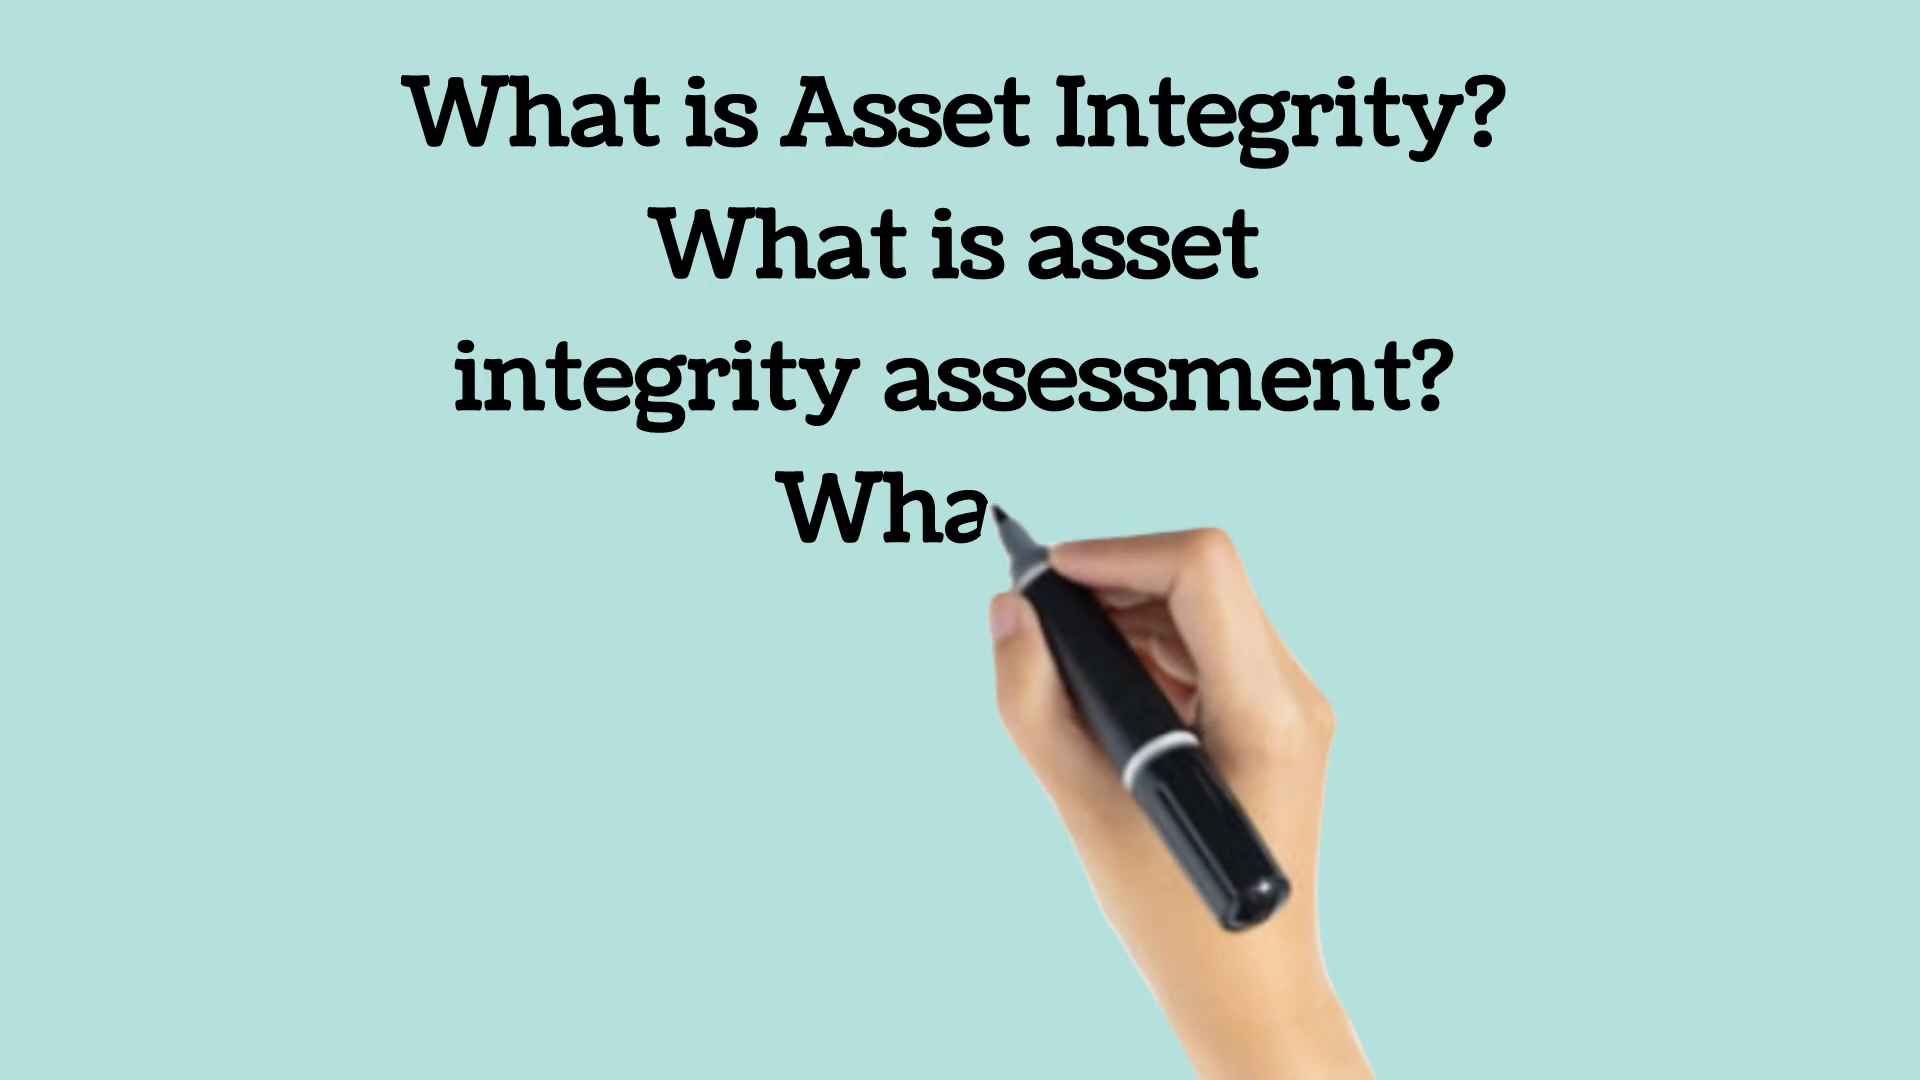 What is Asset Integrity?
What is asset
integrity assessment?
Wha